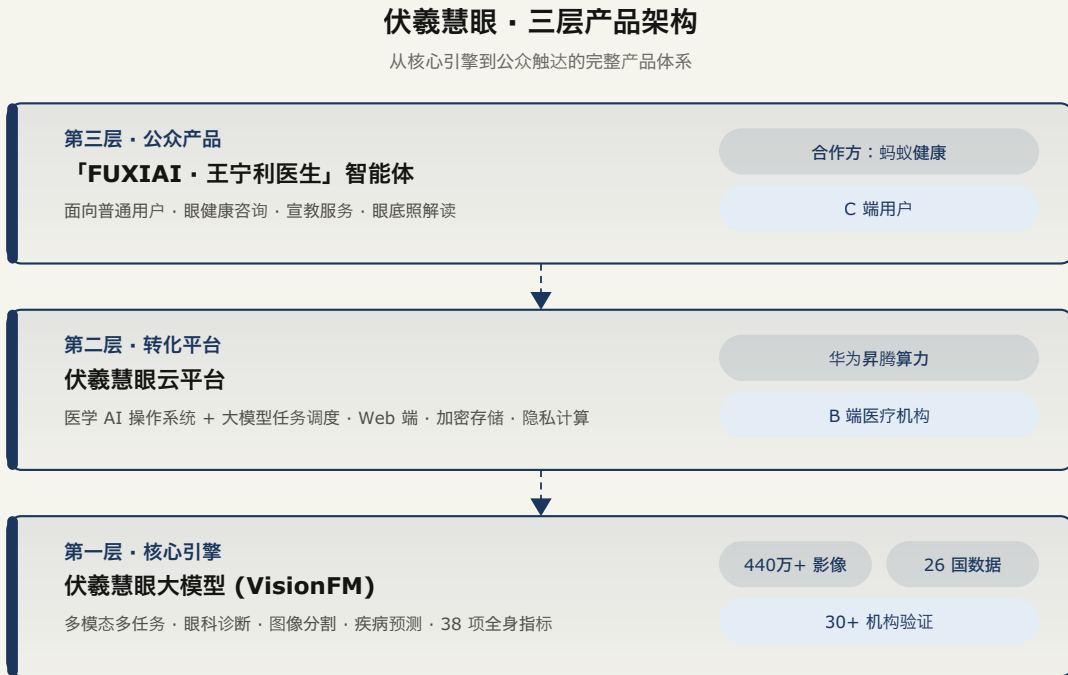 伏羲慧眼 · 三层产品架构
从核心引擎到公众触达的完整产品体系
第三层 · 公众产品
「FUXIAI · 王宁利医生」智能体
面向普通用户 · 眼健康咨询 · 宣教服务 · 眼底照解读
合作方：蚂蚁健康
C 端用户
第二层 · 转化平台
伏羲慧眼云平台
医学 AI 操作系统 + 大模型任务调度 · Web 端 · 加密存储 · 隐私计算
华为昇腾算力
B 端医疗机构
第一层 · 核心引擎
伏羲慧眼大模型 (VisionFM)
多模态多任务 · 眼科诊断 · 图像分割 · 疾病预测 · 38 项全身指标
440万+ 影像
26 国数据
30+ 机构验证